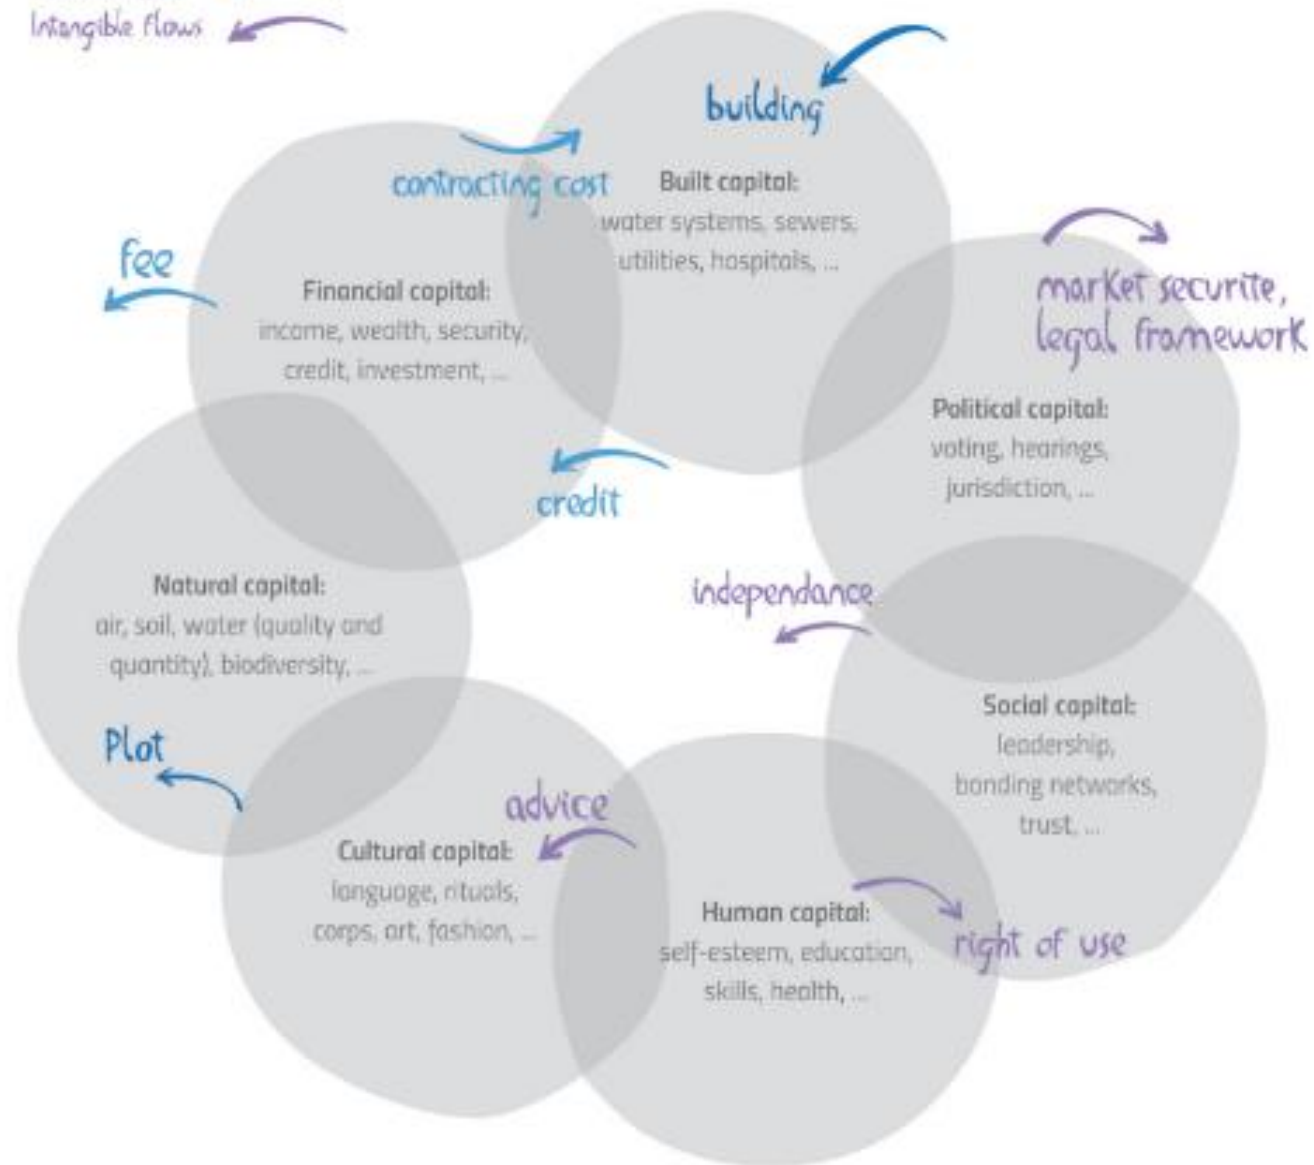 Intangible flows
building
contracting cost
Built capital:
water systems, sewers,
utilities, hospitals, ...
fee
Financial capital:
income, wealth, security,
credit, investment, ...
market securite,
legal framework
Political capital:
voting, hearings,
jurisdiction, ...
credit
Natural capital:
air, soil, water (quality and
quantity), biodiversity, ...
independance
Social capital:
leadership,
bonding networks,
trust, ...
Plot
advice
Cultural capital:
language, rituals,
corps, art, fashion, ...
Human capital:
self-esteem, education,
skills, health, ...
right of use